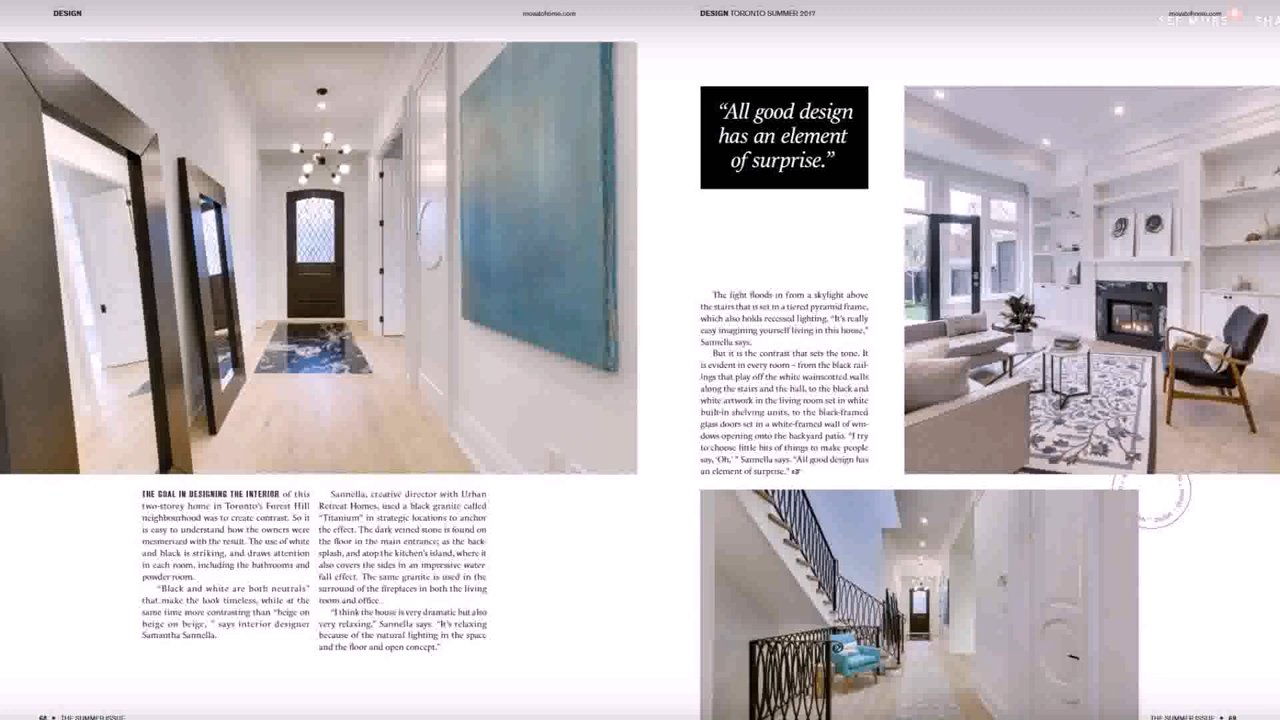 DESIGN
movatohome.com
DESIGN TORONTO SUMMER 2017
movatohome.com
SEE MORE
SHA
THE GOAL IN DESIGNING THE INTERIOR of this
two-storey home in Toronto's Forest Hill
neighbourhood was to create contrast. So it
is easy to understand how the owners were
mesmerized with the result. The use of white
and black is striking, and draws attention
in each room, including the bathrooms and
powder room.
"Black and white are both neutrals"
that make the look timeless, while at the
same time more contrasting than "beige on
beige on beige, " says interior designer
Samantha Sannella.
Sannella, creative director with Urban
Retreat Homes, used a black granite called
"Titanium" in strategic locations to anchor
the effect. The dark veined stone is found on
the floor in the main entrance; as the back-
splash, and atop the kitchen's island, where it
also covers the sides in an impressive water-
fall effect. The same granite is used in the
surround of the fireplaces in both the living
room and office.
"I think the house is very dramatic but also
very relaxing," Sannella says. "It's relaxing
because of the natural lighting in the space
and the floor and open concept."
"All good design
has an element
of surprise."
The light floods in from a skylight above
the stairs that is set in a tiered pyramid frame,
which also holds recessed lighting. "It's really
easy imagining yourself living in this house,"
Sannella says.
But it is the contrast that sets the tone. It
is evident in every room – from the black rail-
ings that play off the white wainscotted walls
along the stairs and the hall, to the black and
white artwork in the living room set in white
built-in shelving units, to the black-framed
glass doors set in a white-framed wall of win-
dows opening onto the backyard patio. "I try
to choose little bits of things to make people
say, 'Oh,' " Sannella says. "All good design has
an element of surprise."
68 • THE SUMMER ISSUE
THE SUMMER ISSUE • 69